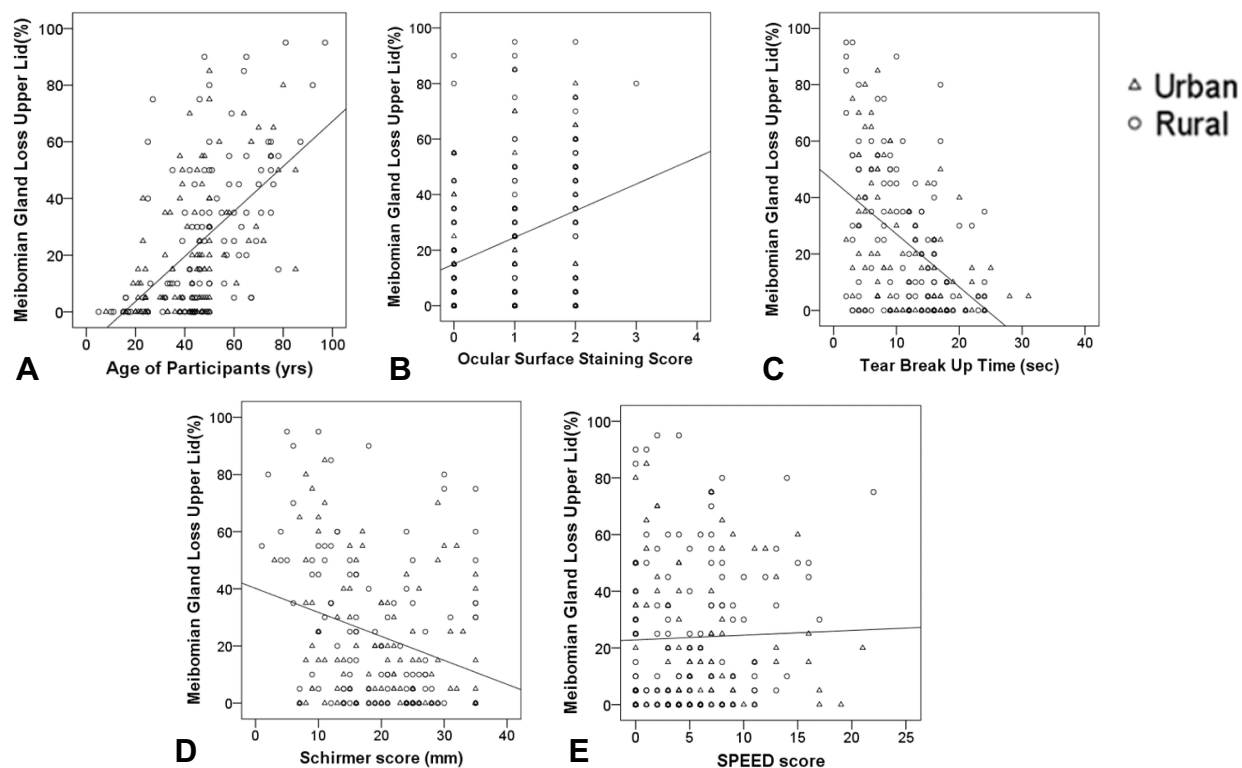 Meibomian Gland Loss Upper Lid(%)
100
80
60
40
20
0
0 20 40 60 80 100
Age of Participants (yrs)
A
Meibomian Gland Loss Upper Lid(%)
100
80
60
40
20
0
0 1 2 3 4
Ocular Surface Staining Score
B
Meibomian Gland Loss Upper Lid(%)
100
80
60
40
20
0
0 10 20 30 40
Tear Break Up Time (sec)
C
Urban
Rural
Meibomian Gland Loss Upper Lid(%)
100
80
60
40
20
0
0 10 20 30 40
Schirmer score (mm)
D
Meibomian Gland Loss Upper Lid(%)
100
80
60
40
20
0
0 5 10 15 20 25
SPEED score
E